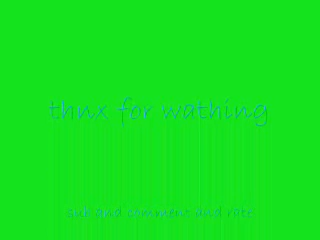 thnx for wathing
sub and comment and rate